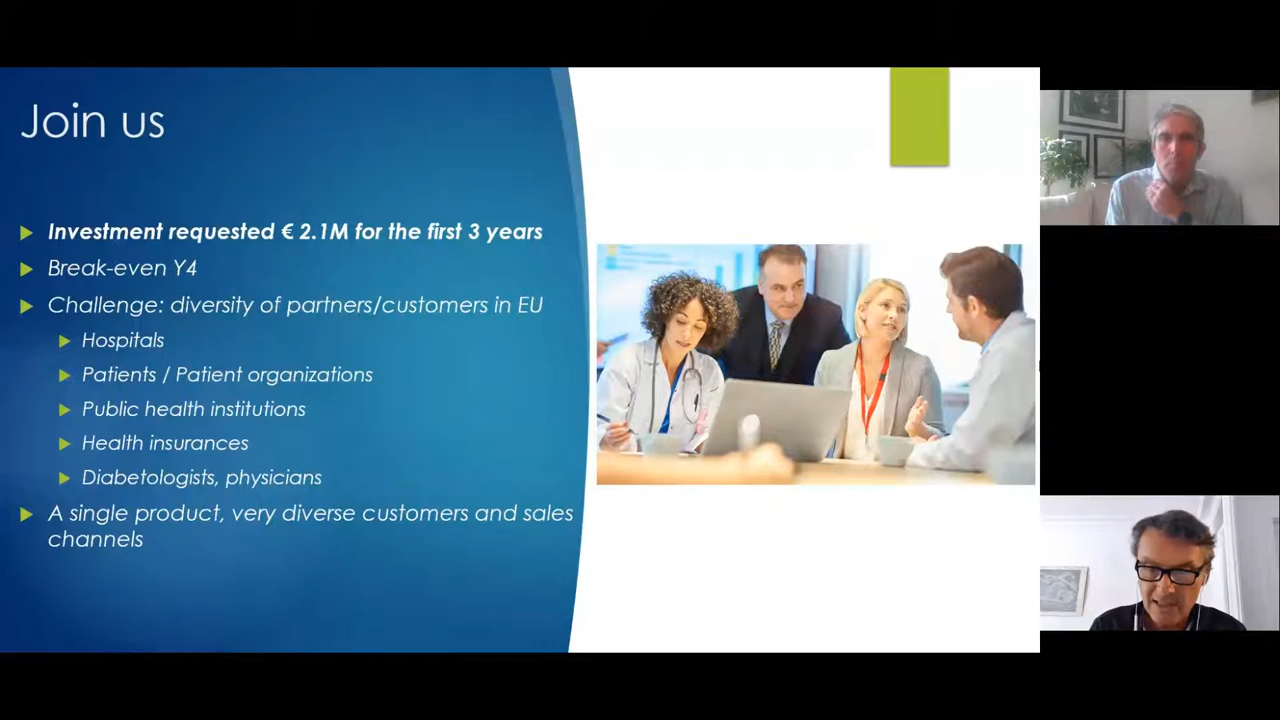 Join us
Investment requested € 2.1M for the first 3 years
Break-even Y4
Challenge: diversity of partners/customers in EU
Hospitals
Patients / Patient organizations
Public health institutions
Health insurances
Diabetologists, physicians
A single product, very diverse customers and sales
channels